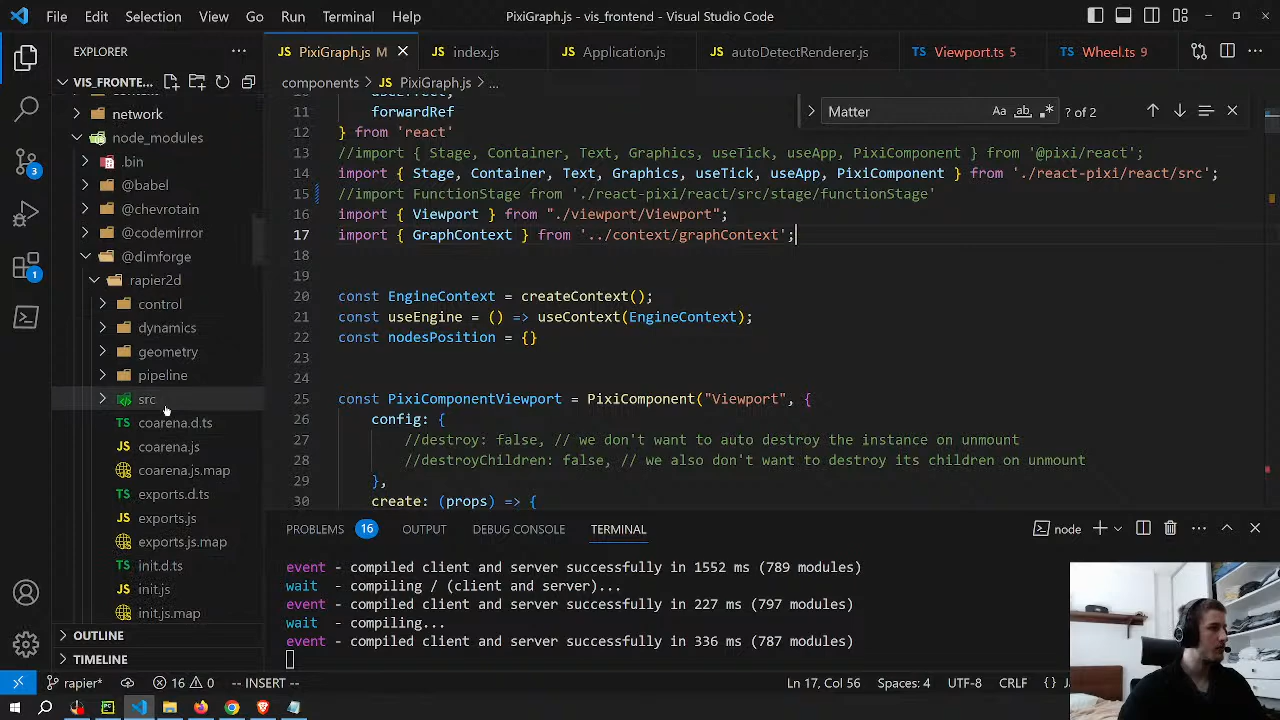 File Edit Selection View Go Run Terminal Help
PixiGraph.js - vis_frontend - Visual Studio Code
EXPLORER
PixiGraph.js M
index.js
Application.js
autoDetectRenderer.js
Viewport.ts 5
Wheel.ts 9
VIS_FRONTE...
components > JS PixiGraph.js > ...
network
node_modules
.bin
@babel
@chevrotain
@codemirror
@dimforge
rapier2d
control
dynamics
geometry
pipeline
src
TS coarena.d.ts
JS coarena.js
coarena.js.map
TS exports.d.ts
JS exports.js
exports.js.map
TS init.d.ts
JS init.js
init.js.map
OUTLINE
TIMELINE
Matter
Aa ab
? of 2
11 forwardRef
12 } from 'react'
13 //import { Stage, Container, Text, Graphics, useTick, useApp, PixiComponent } from '@pixi/react';
14 import { Stage, Container, Text, Graphics, useTick, useApp, PixiComponent } from './react-pixi/react/src';
15 //import FunctionStage from './react-pixi/react/src/stage/functionStage'
16 import { Viewport } from "./viewport/Viewport";
17 import { GraphContext } from '../context/graphContext';
18
19
20 const EngineContext = createContext();
21 const useEngine = () => useContext(EngineContext);
22 const nodesPosition = {}
23
24
25 const PixiComponentViewport = PixiComponent("Viewport", {
26 config: {
27 //destroy: false, // we don't want to auto destroy the instance on unmount
28 //destroyChildren: false, // we also don't want to destroy its children on unmount
29 },
30 create: (props) => {
PROBLEMS 16 OUTPUT DEBUG CONSOLE TERMINAL
node
event - compiled client and server successfully in 1552 ms (789 modules)
wait - compiling / (client and server)...
event - compiled client and server successfully in 227 ms (797 modules)
wait - compiling...
event - compiled client and server successfully in 336 ms (787 modules)
3
1
rapier* 16 0 -- INSERT -- Ln 17, Col 56 Spaces: 4 UTF-8 CRLF {}